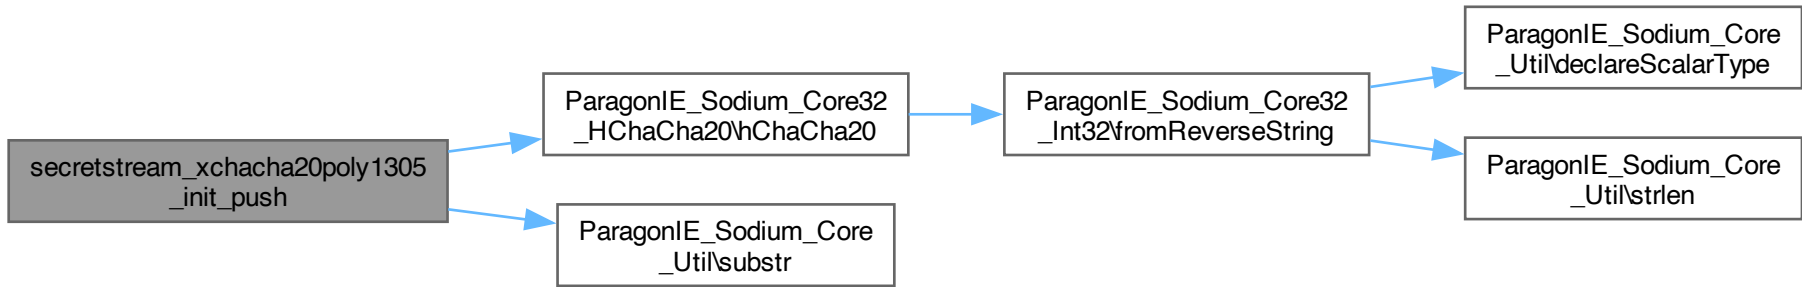 secretstream_xchacha20poly1305
_init_push
ParagonIE_Sodium_Core32
_HChaCha20\hChaCha20
ParagonIE_Sodium_Core
_Util\substr
ParagonIE_Sodium_Core32
_Int32\fromReverseString
ParagonIE_Sodium_Core
_Util\declareScalarType
ParagonIE_Sodium_Core
_Util\strlen